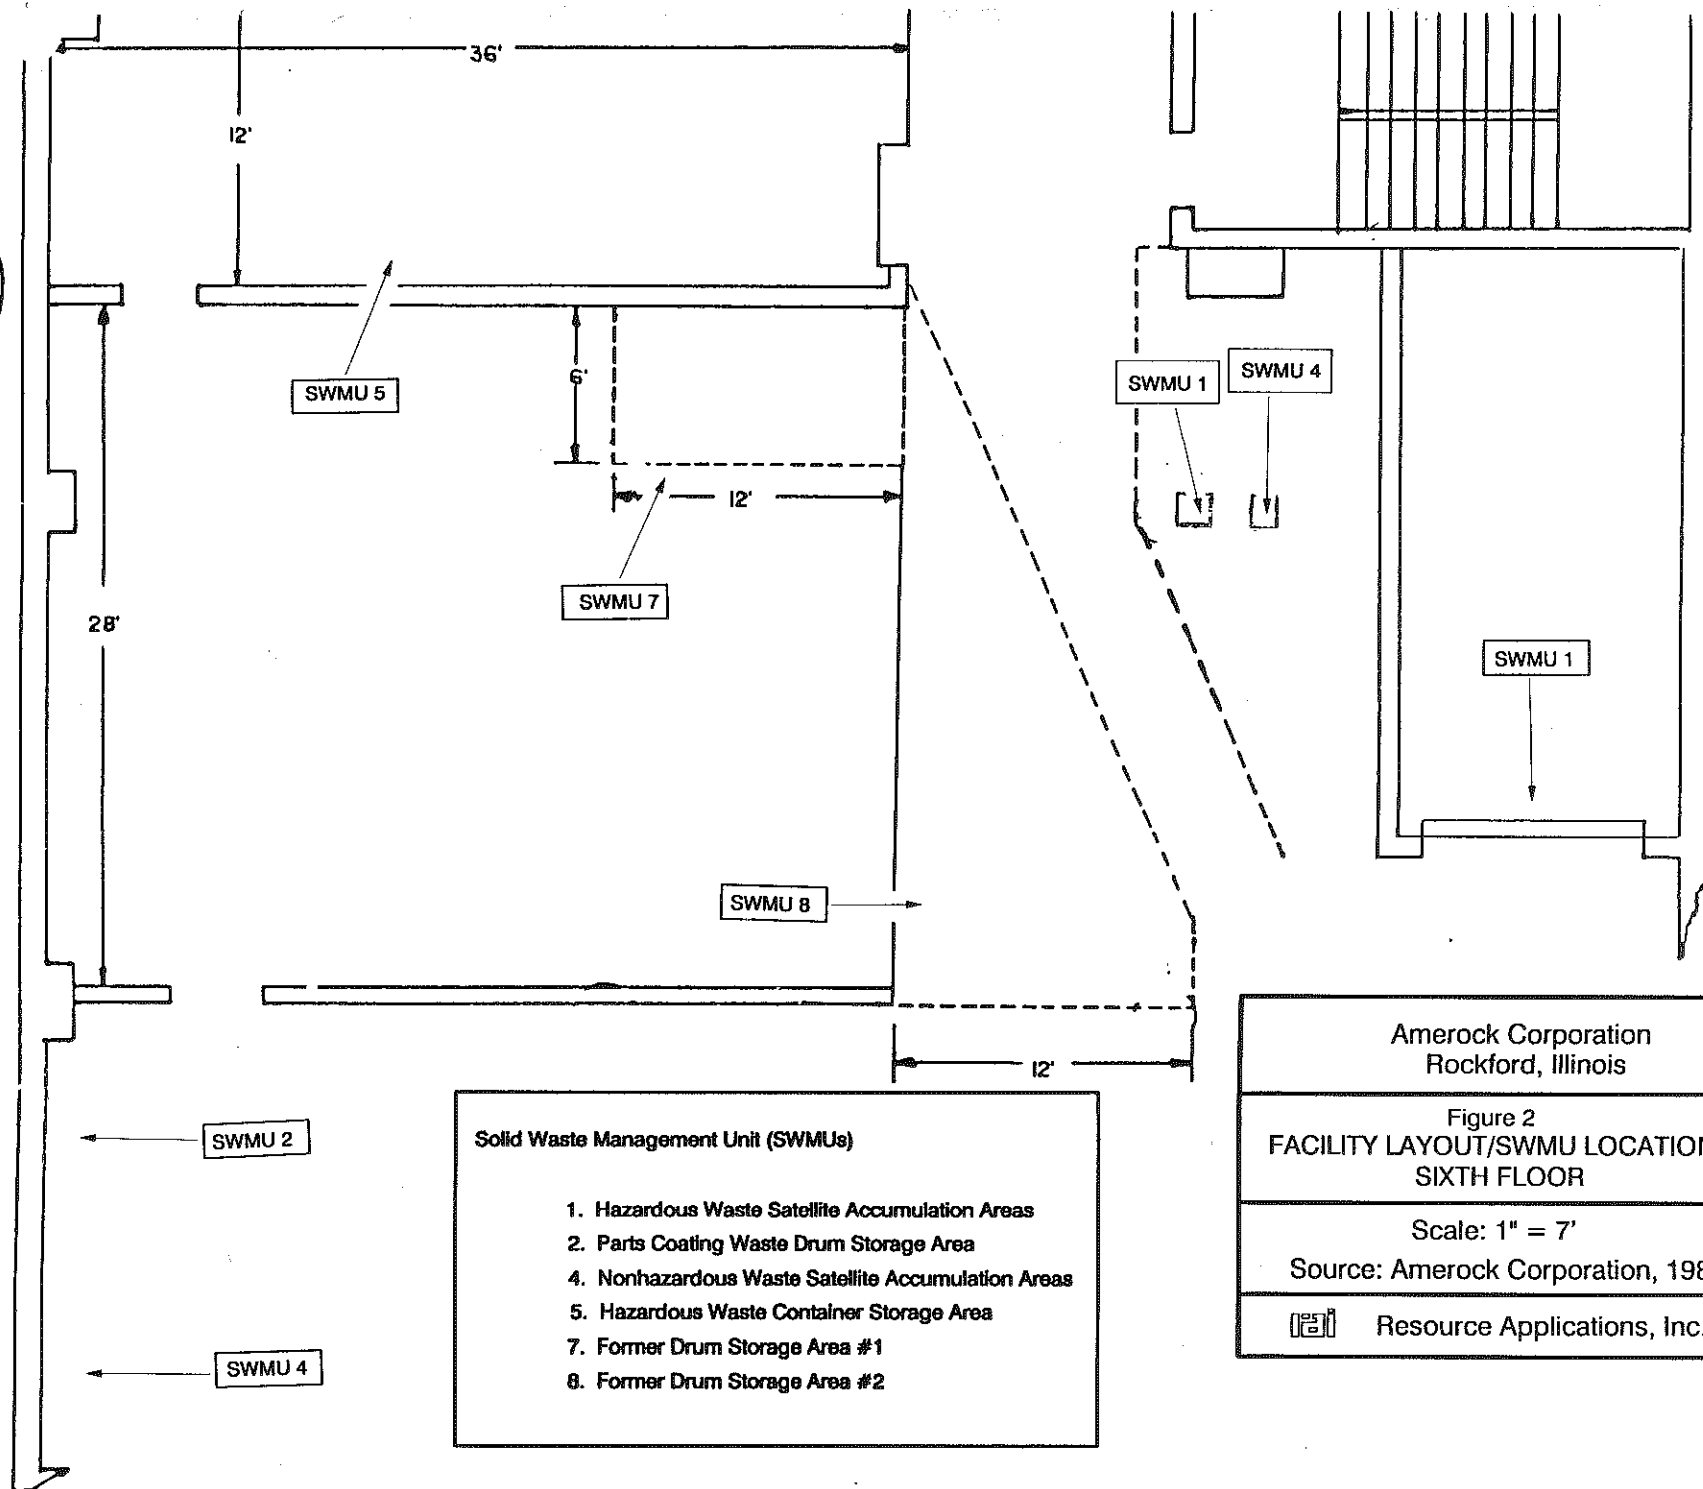 36'
12'
SWMU 5
6'
SWMU 1
SWMU 4
12'
SWMU 7
28'
SWMU 1
SWMU 8
12'
SWMU 2
SWMU 4
Solid Waste Management Unit (SWMUs)
1. Hazardous Waste Satellite Accumulation Areas
2. Parts Coating Waste Drum Storage Area
4. Nonhazardous Waste Satellite Accumulation Areas
5. Hazardous Waste Container Storage Area
7. Former Drum Storage Area #1
8. Former Drum Storage Area #2
Amerock Corporation
Rockford, Illinois
Figure 2
FACILITY LAYOUT/SWMU LOCATION
SIXTH FLOOR
Scale: 1" = 7'
Source: Amerock Corporation, 198
rai Resource Applications, Inc.